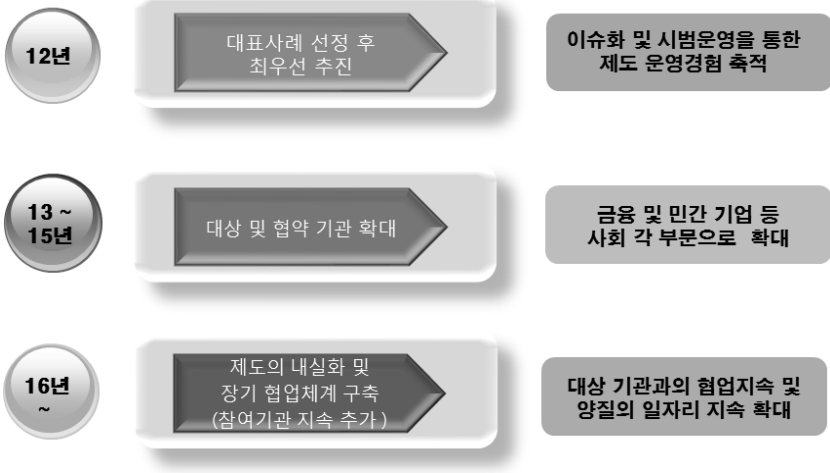 12년
대표사례 선정 후
최우선 추진
이슈화 및 시범운영을 통한
제도 운영경험 축적
13 ~
15년
대상 및 협약 기관 확대
금융 및 민간 기업 등
사회 각 부문으로 확대
16년
~
제도의 내실화 및
장기 협업체계 구축
(참여기관 지속 추가)
대상 기관과의 협업지속 및
양질의 일자리 지속 확대